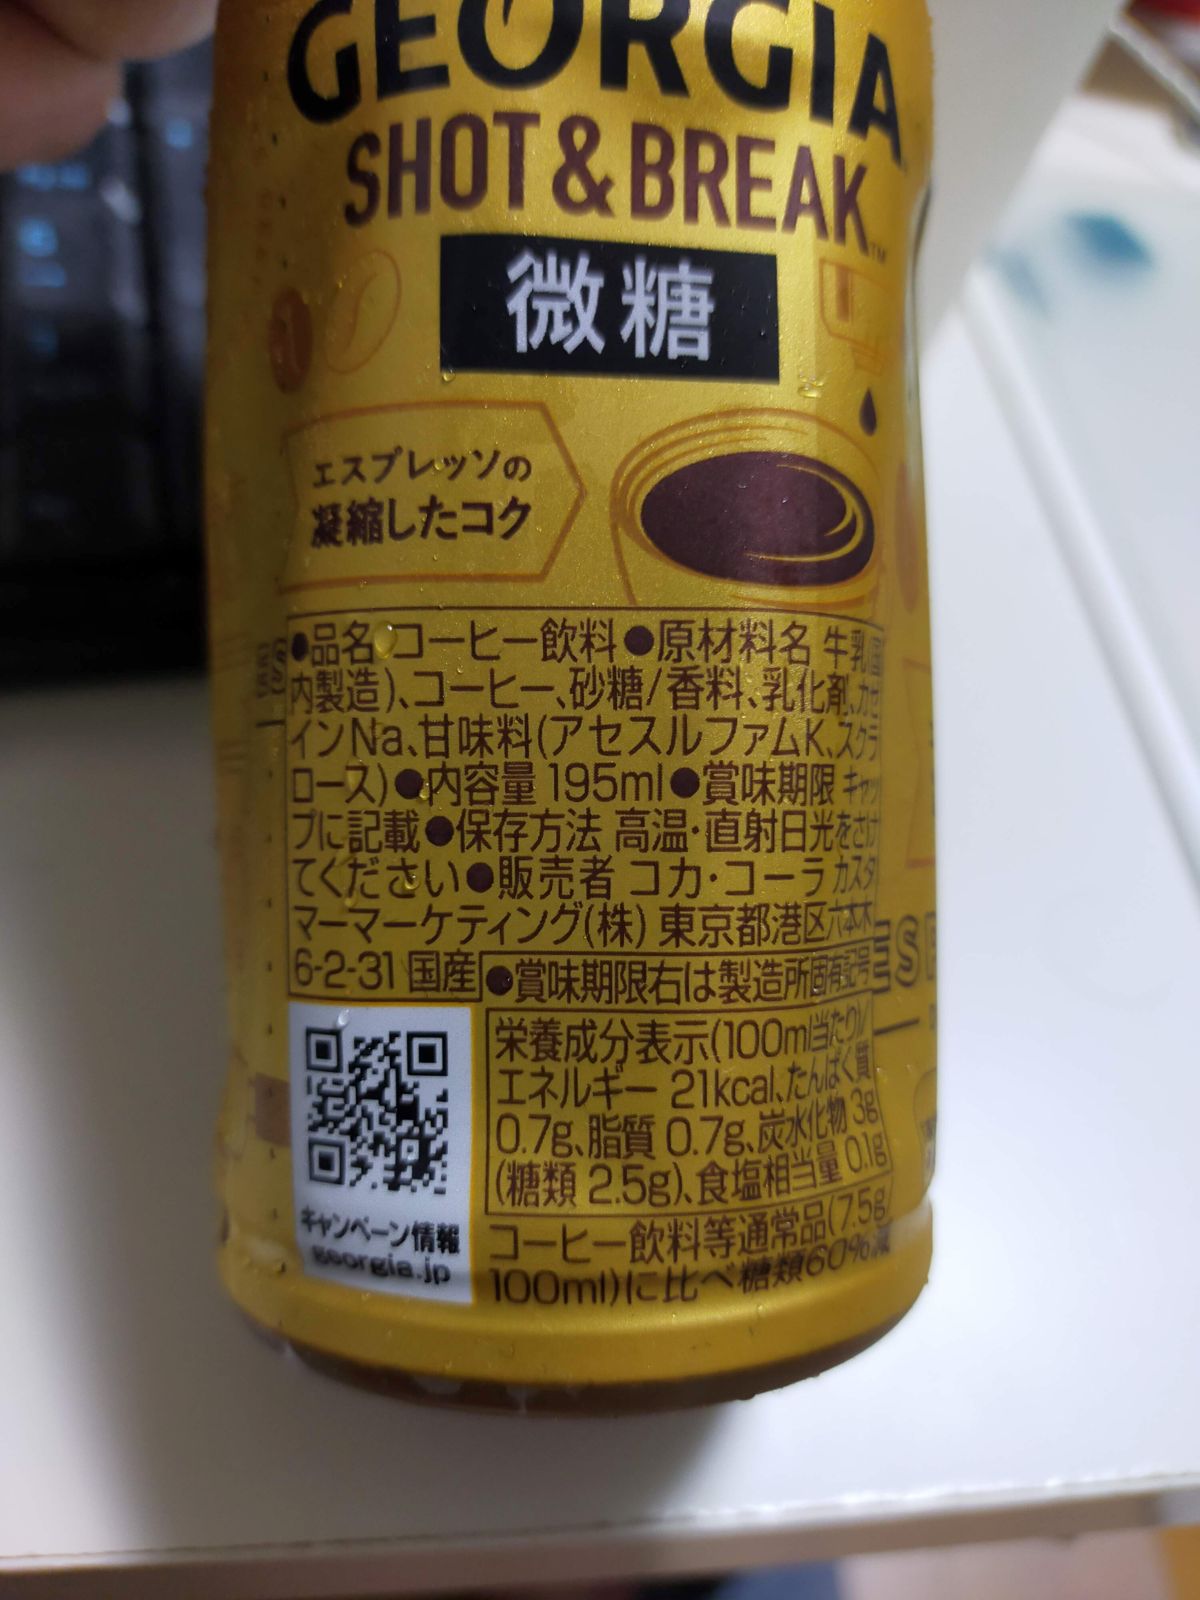 GEORGIA
SHOT&BREAK™
微糖
エスプレッソの
凝縮したコク
●品名 コーヒー飲料 ●原材料名 牛乳(国
内製造)、コーヒー、砂糖/香料、乳化剤、カゼ
インNa、甘味料(アセスルファムK、スクラ
ロース) ●内容量 195ml ●賞味期限 キャッ
プに記載 ●保存方法 高温・直射日光をさけ
てください ●販売者 コカ・コーラ カスタ
マーマーケティング(株) 東京都港区六本木
6-2-31 国産
●賞味期限右は製造所固有記号
栄養成分表示(100ml当たり)/
エネルギー 21kcal、たんぱく質
0.7g、脂質 0.7g、炭水化物 3g
(糖類 2.5g)、食塩相当量 0.1g
コーヒー飲料等通常品(7.5g/
100ml)に比べ糖類60%減
キャンペーン情報
georgia.jp